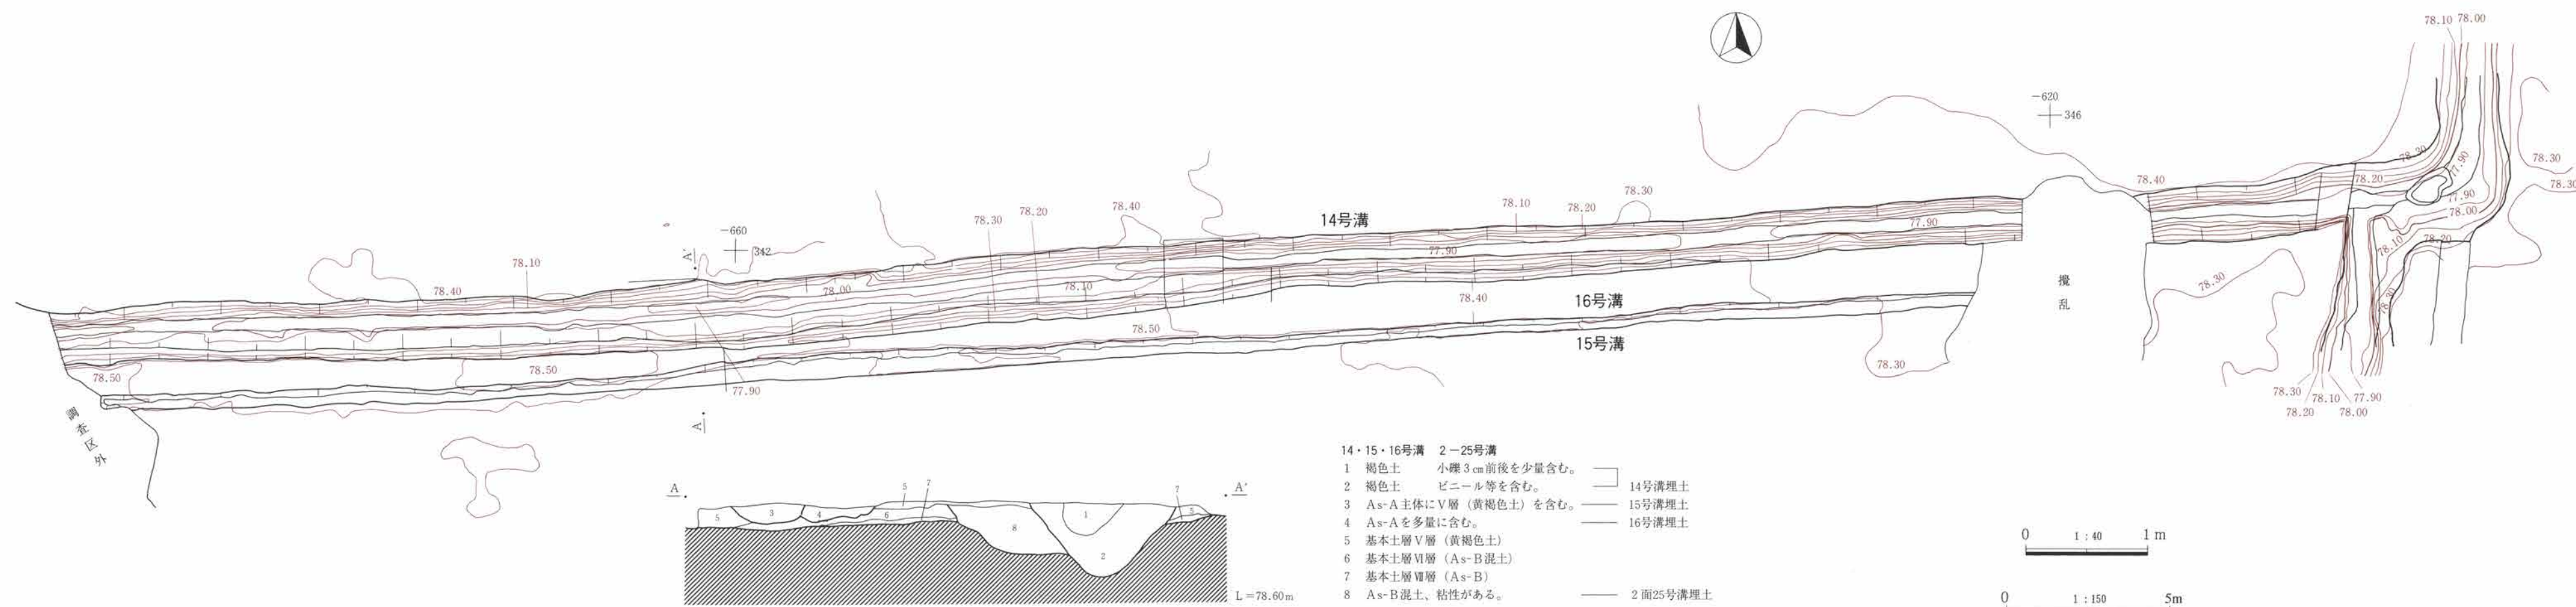 78.10 78.00
-620
346
78.30
77.90
78.30
78.30
78.40
78.20
77.90
78.00
78.10
78.20
78.30
78.30
78.30
78.10
77.90
78.20
78.00
78.30
78.10
78.20
77.90
14号溝
77.90
78.40
78.20
78.30
-660
342
A'
78.10
78.40
78.00
78.10
78.40
16号溝
攪乱
78.50
15号溝
78.30
78.50
78.50
77.90
調査区外
A
14・15・16号溝 2-25号溝
1 褐色土 小礫3cm前後を少量含む。
2 褐色土 ビニール等を含む。 14号溝埋土
3 As-A主体にⅤ層(黄褐色土)を含む。 15号溝埋土
4 As-Aを多量に含む。 16号溝埋土
5 基本土層Ⅴ層(黄褐色土)
6 基本土層Ⅵ層(As-B混土)
7 基本土層Ⅶ層(As-B)
8 As-B混土、粘性がある。 2面25号溝埋土
A
A'
5 7 7
5 3 4 6 8 1 2 5
L=78.60m
0 1:40 1m
0 1:150 5m